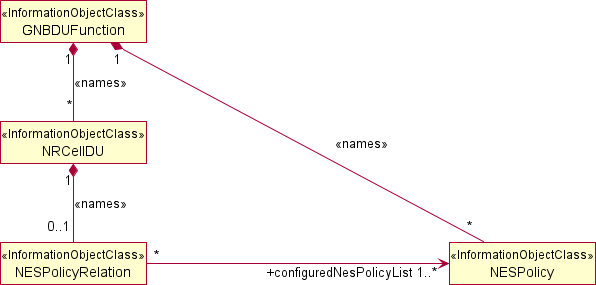 «InformationObjectClass»
GNBDUFunction
1
1
«names»
*
«names»
«InformationObjectClass»
NRCellDU
1
«names»
0..1
*
«InformationObjectClass»
NESPolicyRelation
*
+configuredNesPolicyList 1..*
«InformationObjectClass»
NESPolicy